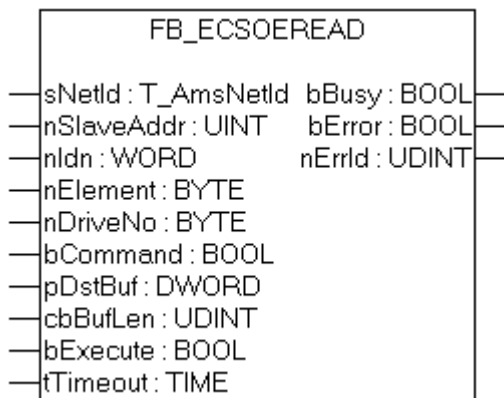 FB_ECSOEREAD
sNetId : T_AmsNetId bBusy : BOOL
nSlaveAddr : UINT bError : BOOL
nIdn : WORD nErrId : UDINT
nElement : BYTE
nDriveNo : BYTE
bCommand : BOOL
pDstBuf : DWORD
cbBufLen : UDINT
bExecute : BOOL
tTimeout : TIME